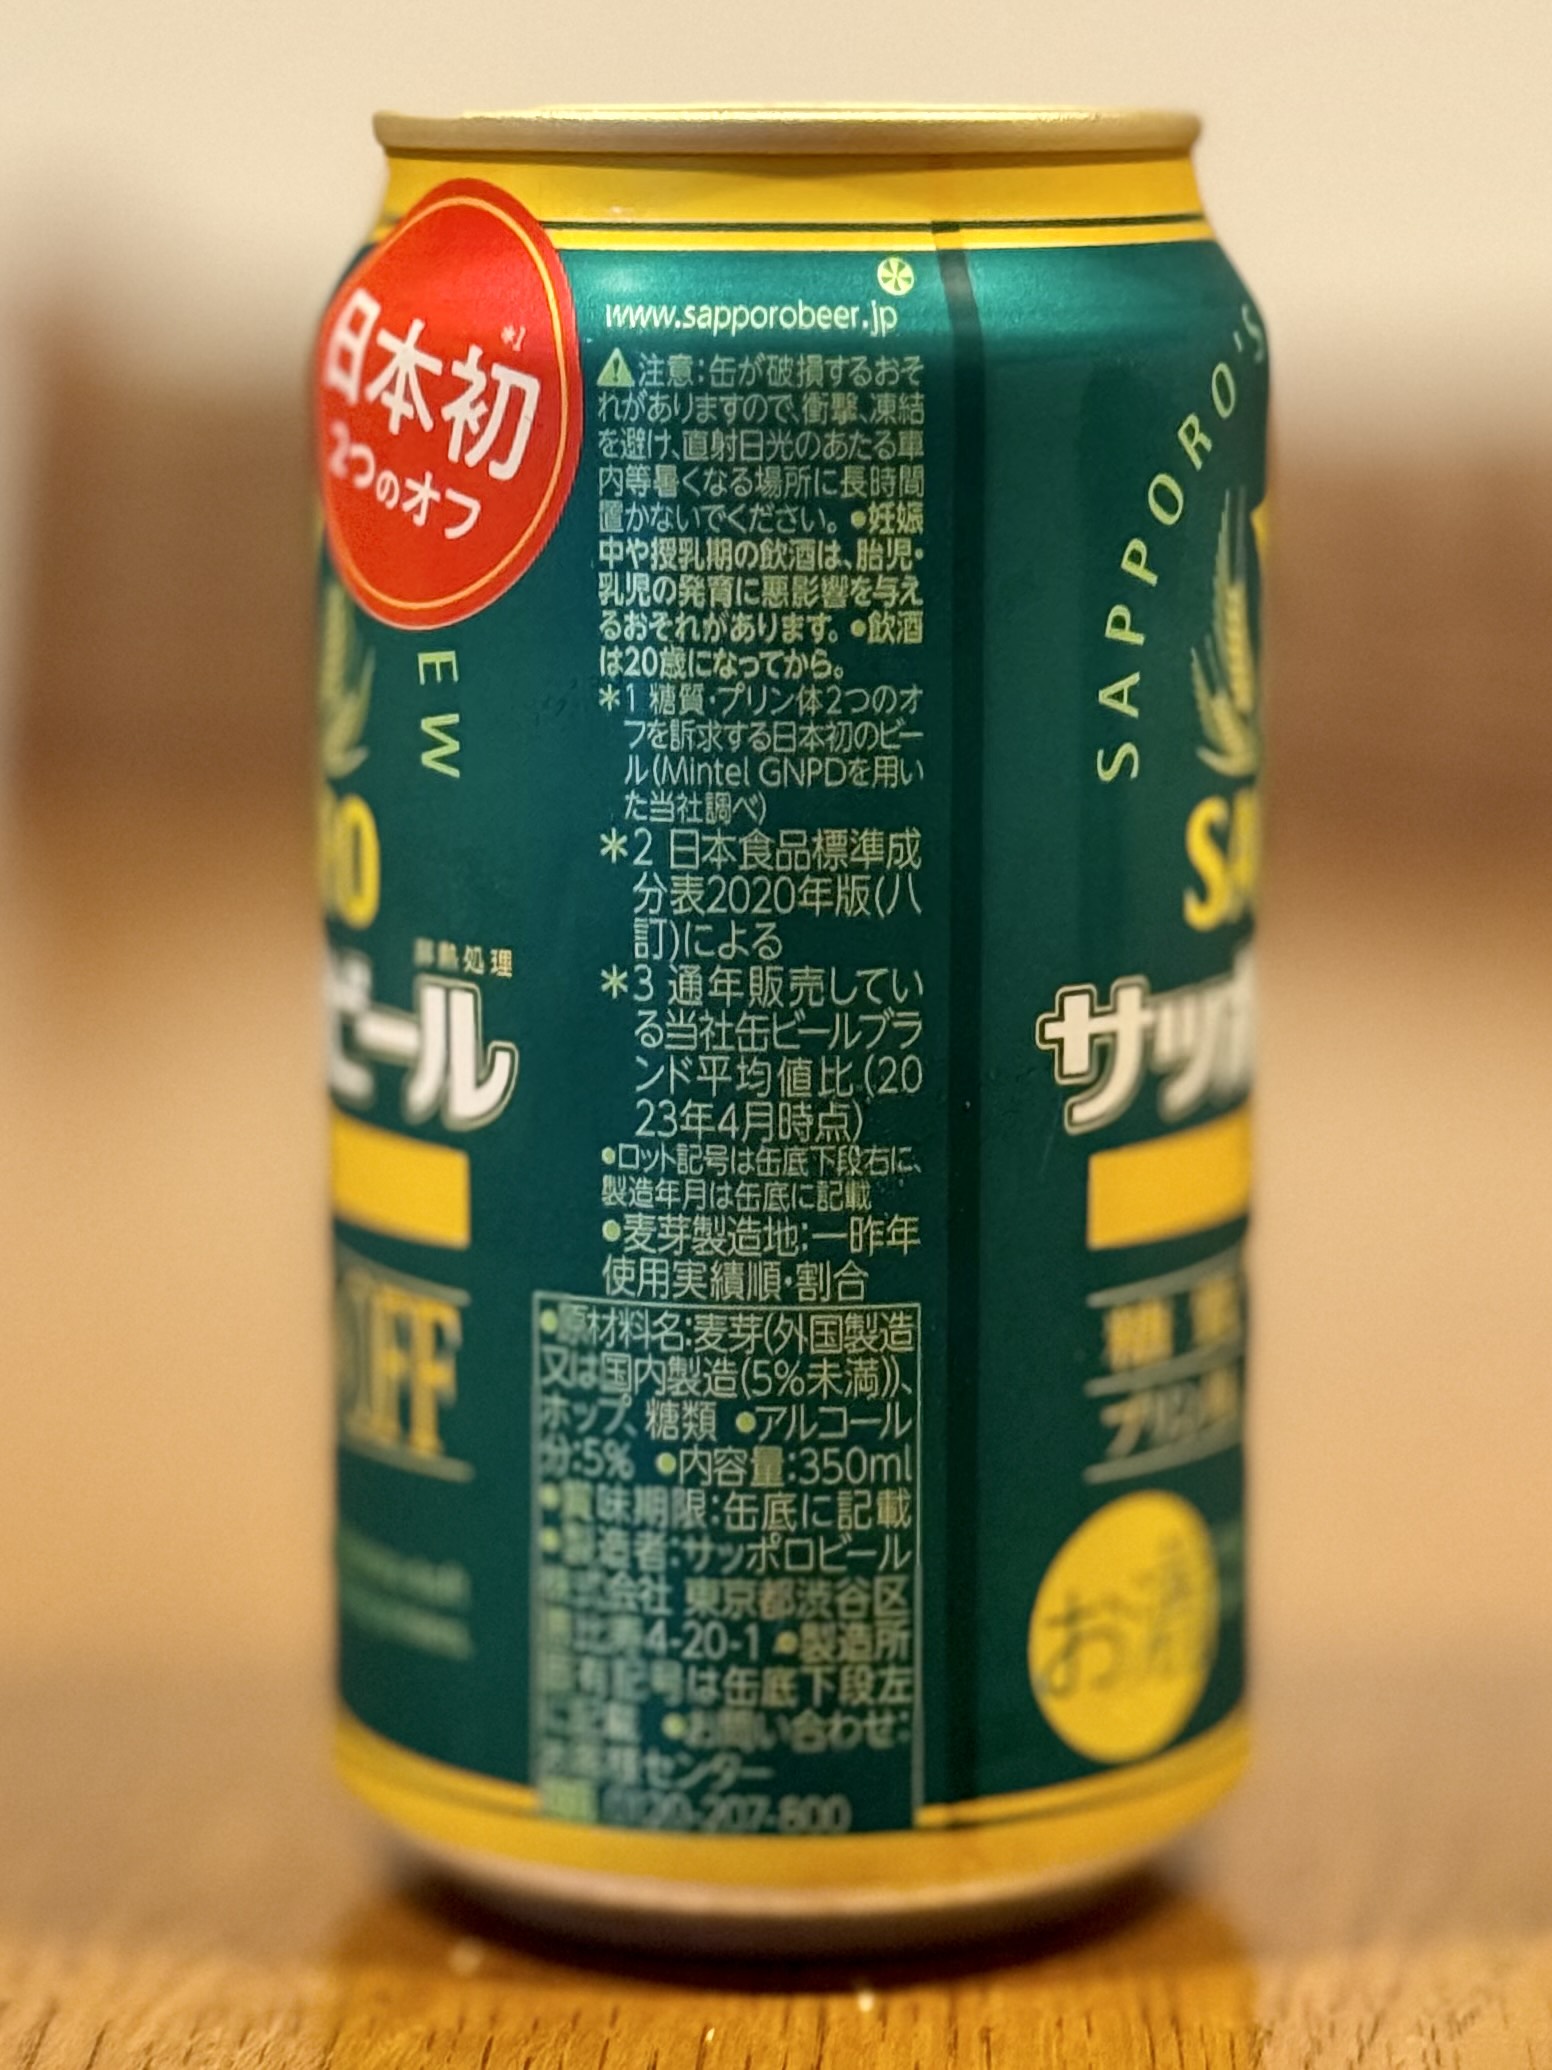 日本初
*1
2つのオフ
EW
非熱処理
ビール
OFF
www.sapporobeer.jp
注意:缶が破損するおそ
れがありますので、衝撃、凍結
を避け、直射日光のあたる車
内等暑くなる場所に長時間
置かないでください。●妊娠
中や授乳期の飲酒は、胎児・
乳児の発育に悪影響を与え
るおそれがあります。●飲酒
は20歳になってから。
*1 糖質・プリン体2つのオ
フを訴求する日本初のビー
ル(Mintel GNPDを用い
た当社調べ)
*2 日本食品標準成
分表2020年版(八
訂)による
*3 通年販売してい
る当社缶ビールブラ
ンド平均値比(20
23年4月時点)
●ロット記号は缶底下段右に、
製造年月は缶底に記載
●麦芽製造地:一昨年
使用実績順・割合
●原材料名:麦芽(外国製造
又は国内製造(5%未満))、
ホップ、糖類 ●アルコール
分:5% ●内容量:350ml
●賞味期限:缶底に記載
●製造者:サッポロビール
株式会社 東京都渋谷区
恵比寿4-20-1 ●製造所
固有記号は缶底下段左
に記載 ●お問い合わせ:
お客様センター
0120-207-800
SAPPORO'S
SA
サッポ
糖質
プリン体
お酒